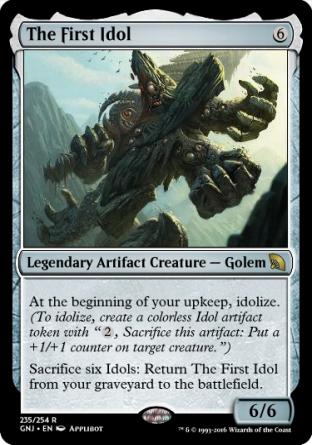 The First Idol 6
Legendary Artifact Creature — Golem
At the beginning of your upkeep, idolize.
(To idolize, create a colorless Idol artifact
token with “2, Sacrifice this artifact: Put a
+1/+1 counter on target creature.”)
Sacrifice six Idols: Return The First Idol
from your graveyard to the battlefield.
6/6
235/254 R
GNJ • EN APPLIBOT
™ & © 1993-2016 Wizards of the Coast